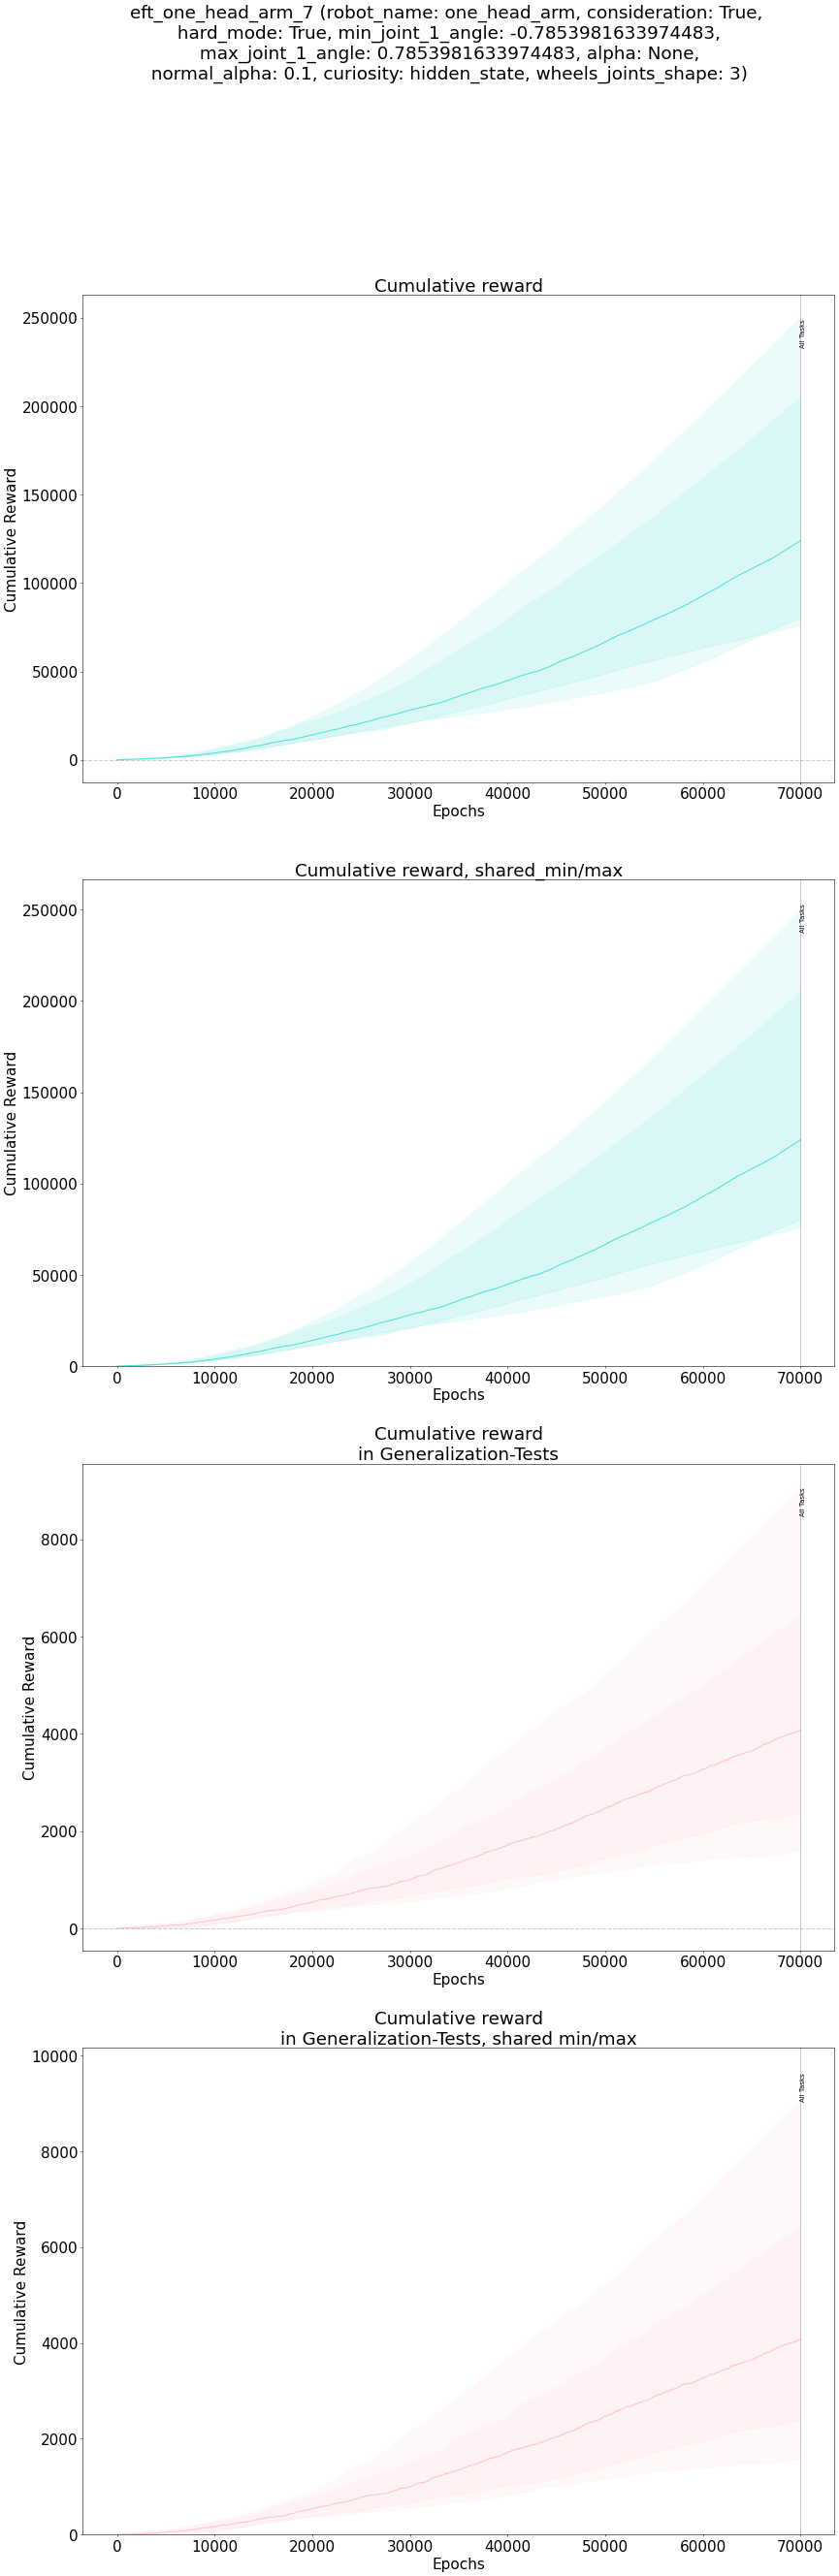 eft_one_head_arm_7 (robot_name: one_head_arm, consideration: True,
hard_mode: True, min_joint_1_angle: -0.7853981633974483,
max_joint_1_angle: 0.7853981633974483, alpha: None,
normal_alpha: 0.1, curiosity: hidden_state, wheels_joints_shape: 3)
Cumulative reward
250000
200000
150000
100000
50000
0
Cumulative Reward
All Tasks
0 10000 20000 30000 40000 50000 60000 70000
Epochs
Cumulative reward, shared_min/max
250000
200000
150000
100000
50000
0
Cumulative Reward
All Tasks
0 10000 20000 30000 40000 50000 60000 70000
Epochs
Cumulative reward
in Generalization-Tests
8000
6000
4000
2000
0
Cumulative Reward
All Tasks
0 10000 20000 30000 40000 50000 60000 70000
Epochs
Cumulative reward
in Generalization-Tests, shared min/max
10000
8000
6000
4000
2000
0
Cumulative Reward
All Tasks
0 10000 20000 30000 40000 50000 60000 70000
Epochs